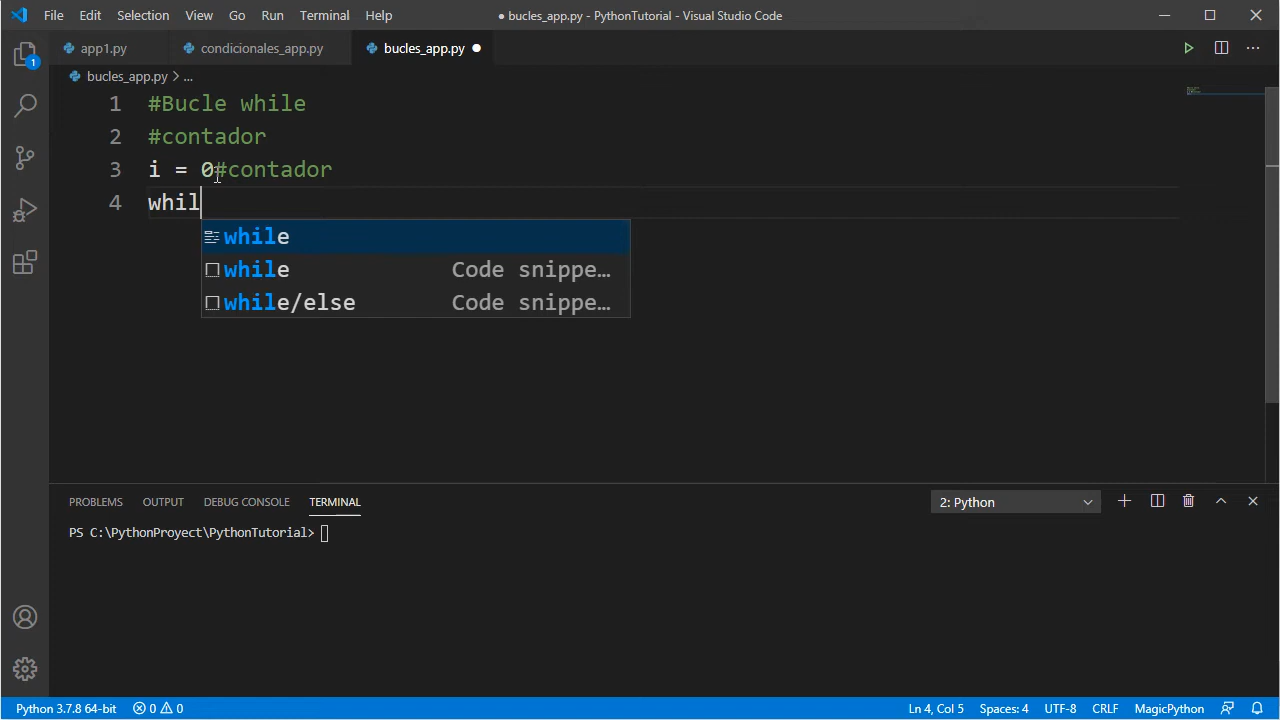 File Edit Selection View Go Run Terminal Help ● bucles_app.py - PythonTutorial - Visual Studio Code
app1.py condicionales_app.py bucles_app.py ●
bucles_app.py > ...
1 #Bucle while
2 #contador
3 i = 0#contador
4 whil
while
while Code snippe…
while/else Code snippe…
1
PROBLEMS OUTPUT DEBUG CONSOLE TERMINAL 2: Python
PS C:\PythonProyect\PythonTutorial>
Python 3.7.8 64-bit 0 0 Ln 4, Col 5 Spaces: 4 UTF-8 CRLF MagicPython